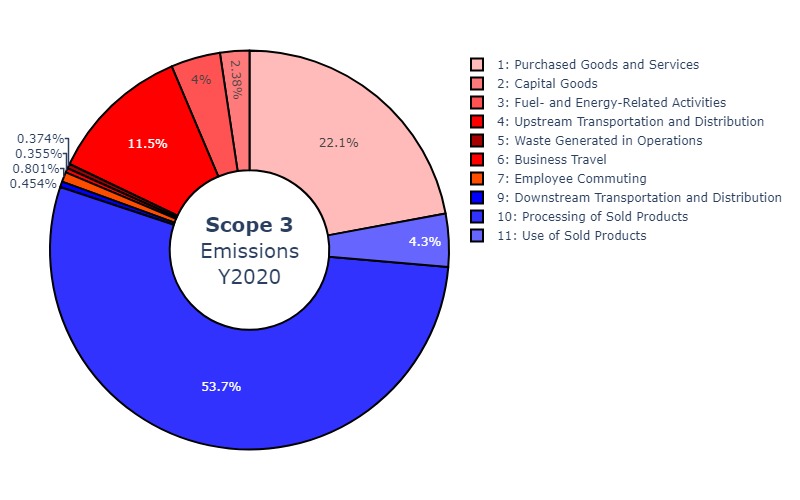 2.38%
4%
22.1%
11.5%
0.374%
0.355%
0.801%
0.454%
4.3%
53.7%
Scope 3
Emissions
Y2020
1: Purchased Goods and Services
2: Capital Goods
3: Fuel- and Energy-Related Activities
4: Upstream Transportation and Distribution
5: Waste Generated in Operations
6: Business Travel
7: Employee Commuting
9: Downstream Transportation and Distribution
10: Processing of Sold Products
11: Use of Sold Products